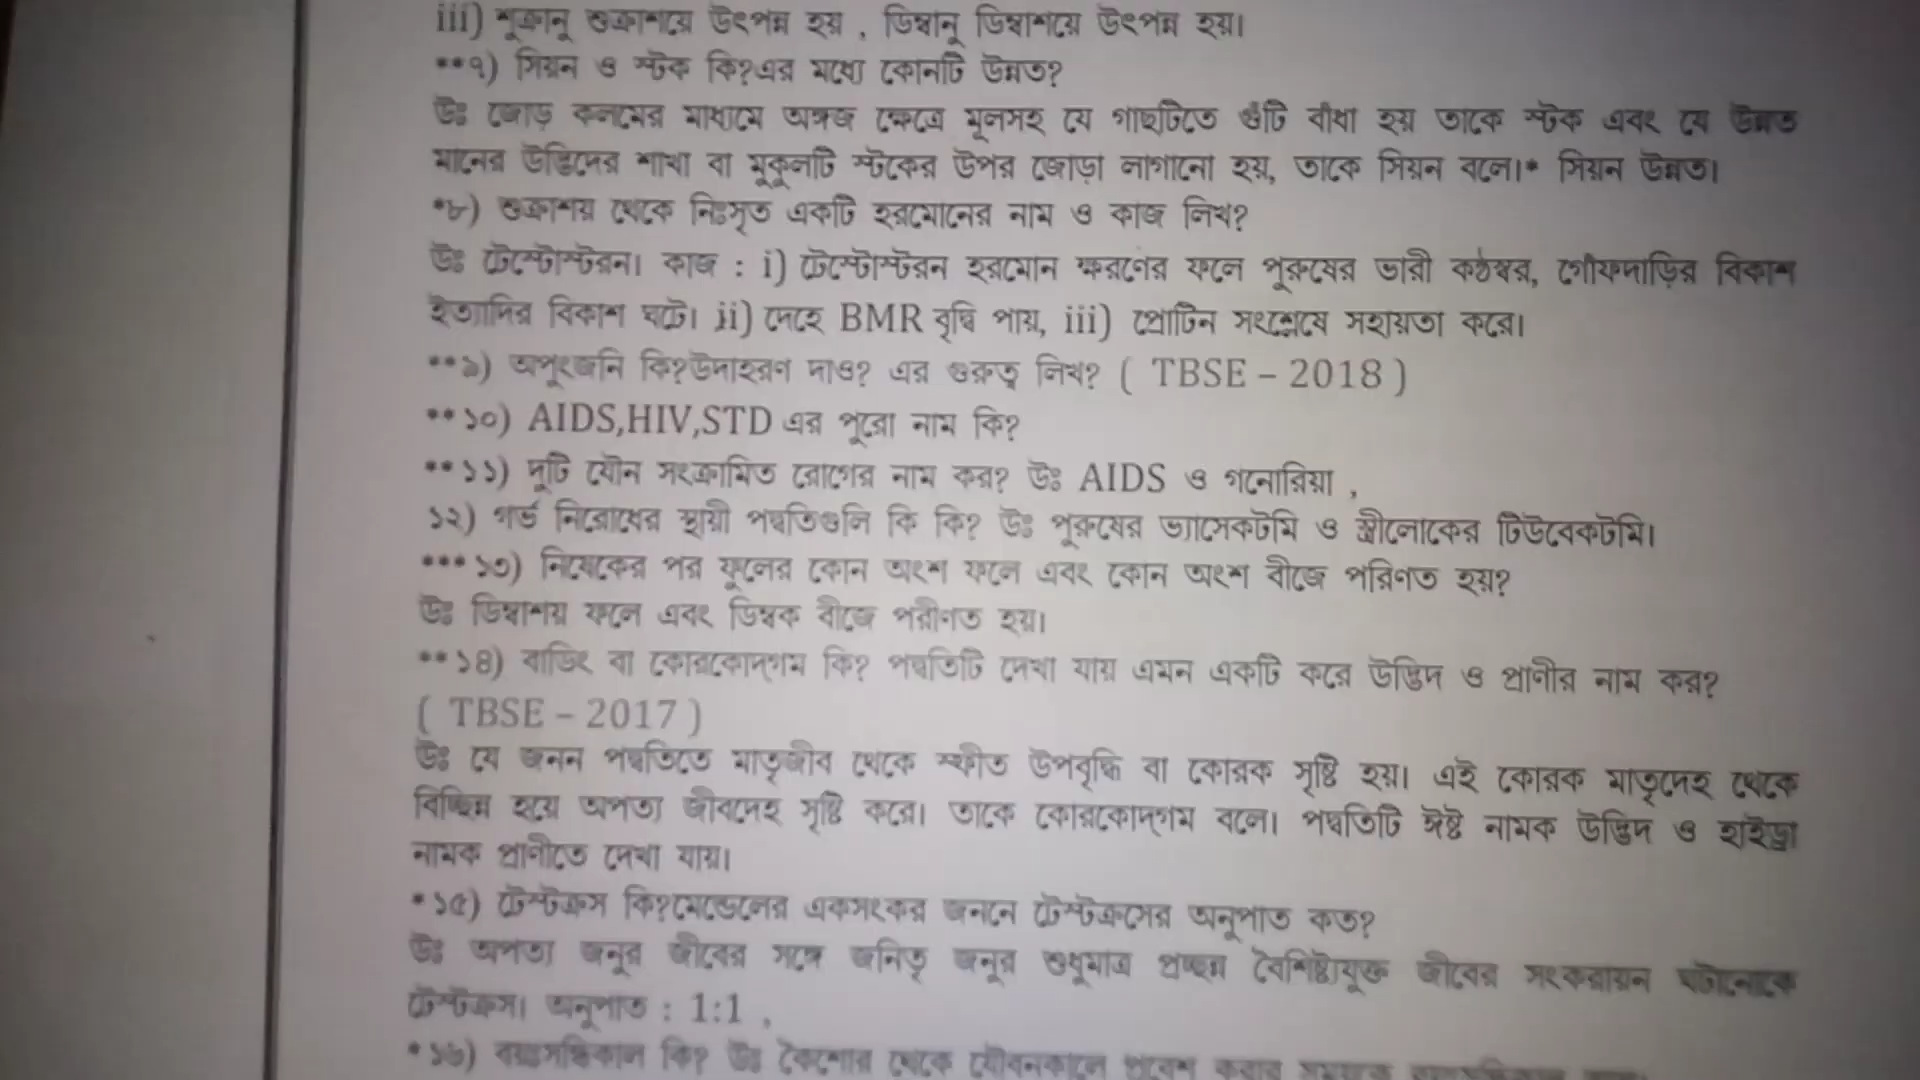 iii) শূক্রানু শুক্রাশয়ে উৎপন্ন হয় , ডিম্বানু ডিম্বাশয়ে উৎপন্ন হয়।
**৭) সিয়ন ও স্টক কি?এর মধ্যে কোনটি উন্নত?
উঃ জোড় কলমের মাধ্যমে অঙ্গজ ক্ষেত্রে মূলসহ যে গাছটিতে গুঁটি বাঁধা হয় তাকে স্টক এবং যে উন্নত
মানের উদ্ভিদের শাখা বা মুকুলটি স্টকের উপর জোড়া লাগানো হয়, তাকে সিয়ন বলে।* সিয়ন উন্নত।
*৮) শুক্রাশয় থেকে নিঃসৃত একটি হরমোনের নাম ও কাজ লিখ?
উঃ টেস্টোস্টেরন। কাজ : i) টেস্টোস্টেরন হরমোন ক্ষরণের ফলে পুরুষের ভারী কণ্ঠস্বর, গোঁফদাড়ির বিকাশ
ইত্যাদির বিকাশ ঘটে। ii) দেহে BMR বৃদ্ধি পায়, iii) প্রোটিন সংশ্লেষে সহায়তা করে।
**৯) অপুংজনি কি?উদাহরণ দাও? এর গুরুত্ব লিখ? ( TBSE – 2018 )
**১০) AIDS,HIV,STD এর পুরো নাম কি?
**১১) দুটি যৌন সংক্রামিত রোগের নাম কর? উঃ AIDS ও গনোরিয়া ,
১২) গর্ভ নিরোধের স্থায়ী পদ্ধতিগুলি কি কি? উঃ পুরুষের ভ্যাসেকটমি ও স্ত্রীলোকের টিউবেকটমি।
***১৩) নিষেকের পর ফুলের কোন অংশ ফলে এবং কোন অংশ বীজে পরিণত হয়?
উঃ ডিম্বাশয় ফলে এবং ডিম্বক বীজে পরীণত হয়।
**১৪) বাডিং বা কোরকোদ্‌গম কি? পদ্ধতিটি দেখা যায় এমন একটি করে উদ্ভিদ ও প্রাণীর নাম কর?
( TBSE – 2017 )
উঃ যে জনন পদ্ধতিতে মাতৃজীব থেকে স্ফীত উপবৃদ্ধি বা কোরক সৃষ্টি হয়। এই কোরক মাতৃদেহ থেকে
বিচ্ছিন্ন হয়ে অপত্য জীবদেহ সৃষ্টি করে। তাকে কোরকোদ্‌গম বলে। পদ্ধতিটি ঈষ্ট নামক উদ্ভিদ ও হাইড্রা
নামক প্রাণীতে দেখা যায়।
*১৫) টেস্টক্রস কি?মেন্ডেলের একসংকর জননে টেস্টক্রসের অনুপাত কত?
উঃ অপত্য জনুর জীবের সঙ্গে জনিতৃ জনুর শুধুমাত্র প্রচ্ছন্ন বৈশিষ্ট্যযুক্ত জীবের সংকরায়ন ঘটানোকে
টেস্টক্রস। অনুপাত : 1:1 ,
*১৬) বয়ঃসন্ধিকাল কি? উঃ কৈশোর থেকে যৌবনকালে প্রবেশ করার